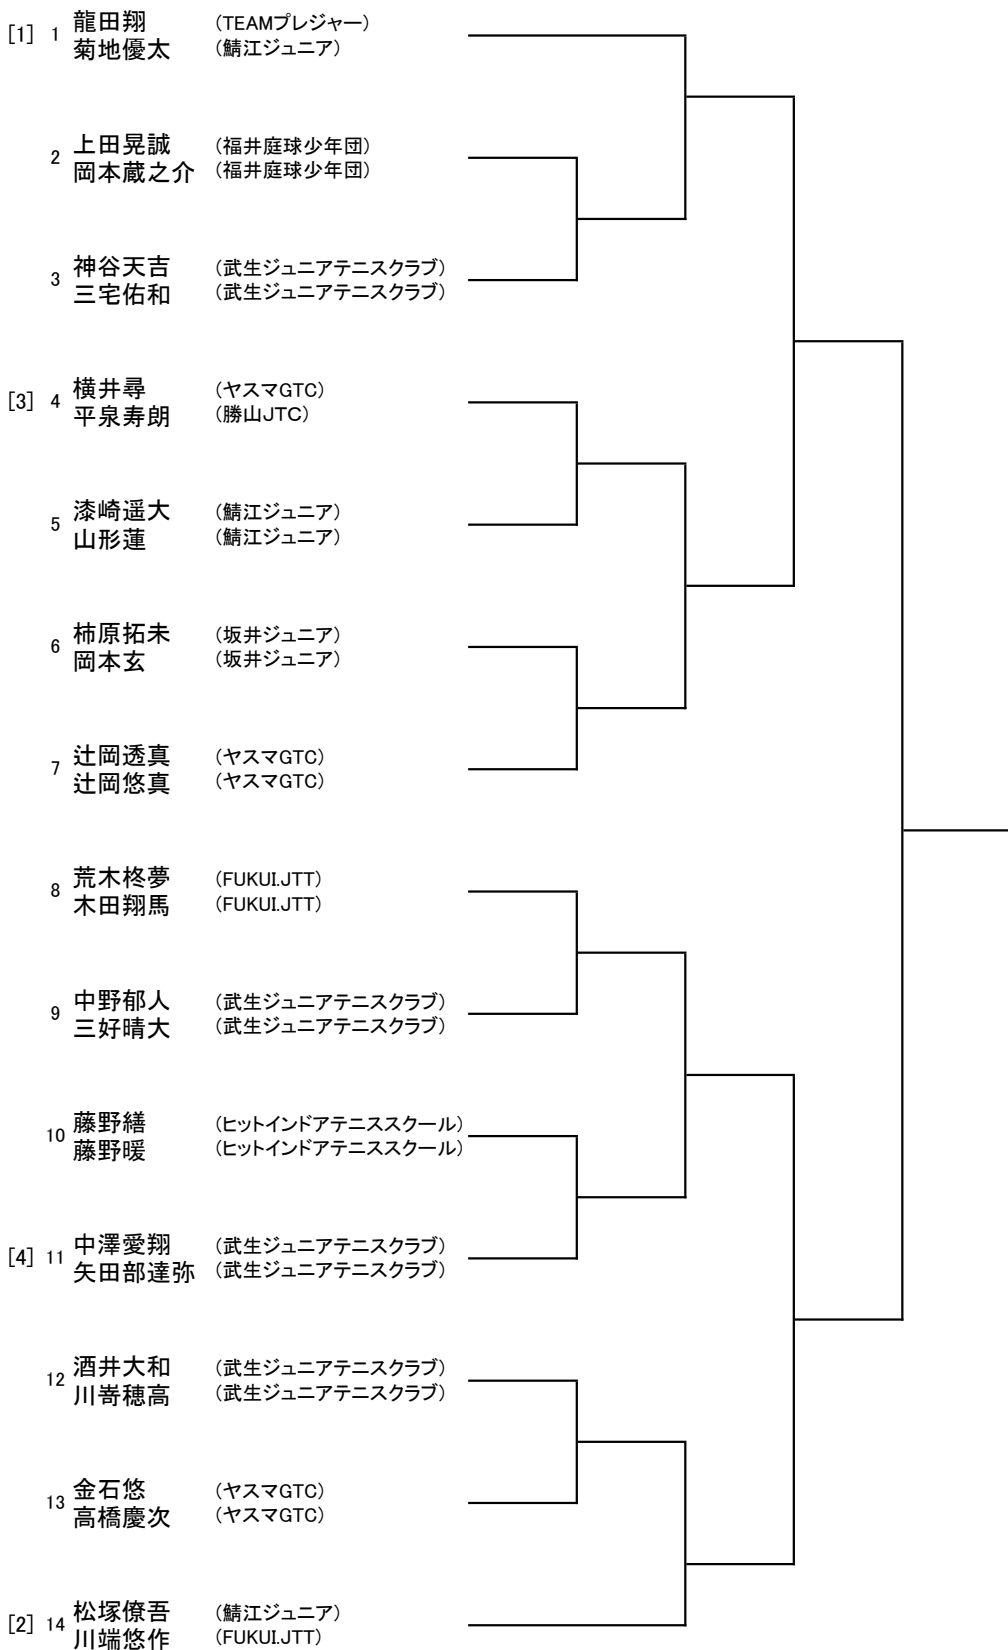 [1] 1 龍田翔 (TEAMプレジャー)
菊地優太 (鯖江ジュニア)
2 上田晃誠 (福井庭球少年団)
岡本蔵之介 (福井庭球少年団)
3 神谷天吉 (武生ジュニアテニスクラブ)
三宅佑和 (武生ジュニアテニスクラブ)
[3] 4 横井尋 (ヤスマGTC)
平泉寿朗 (勝山JTC)
5 漆崎遥大 (鯖江ジュニア)
山形蓮 (鯖江ジュニア)
6 柿原拓未 (坂井ジュニア)
岡本玄 (坂井ジュニア)
7 辻岡透真 (ヤスマGTC)
辻岡悠真 (ヤスマGTC)
8 荒木柊夢 (FUKUI.JTT)
木田翔馬 (FUKUI.JTT)
9 中野郁人 (武生ジュニアテニスクラブ)
三好晴大 (武生ジュニアテニスクラブ)
10 藤野繕 (ヒットインドアテニススクール)
藤野暖 (ヒットインドアテニススクール)
[4] 11 中澤愛翔 (武生ジュニアテニスクラブ)
矢田部達弥 (武生ジュニアテニスクラブ)
12 酒井大和 (武生ジュニアテニスクラブ)
川嵜穂高 (武生ジュニアテニスクラブ)
13 金石悠 (ヤスマGTC)
高橋慶次 (ヤスマGTC)
[2] 14 松塚僚吾 (鯖江ジュニア)
川端悠作 (FUKUI.JTT)